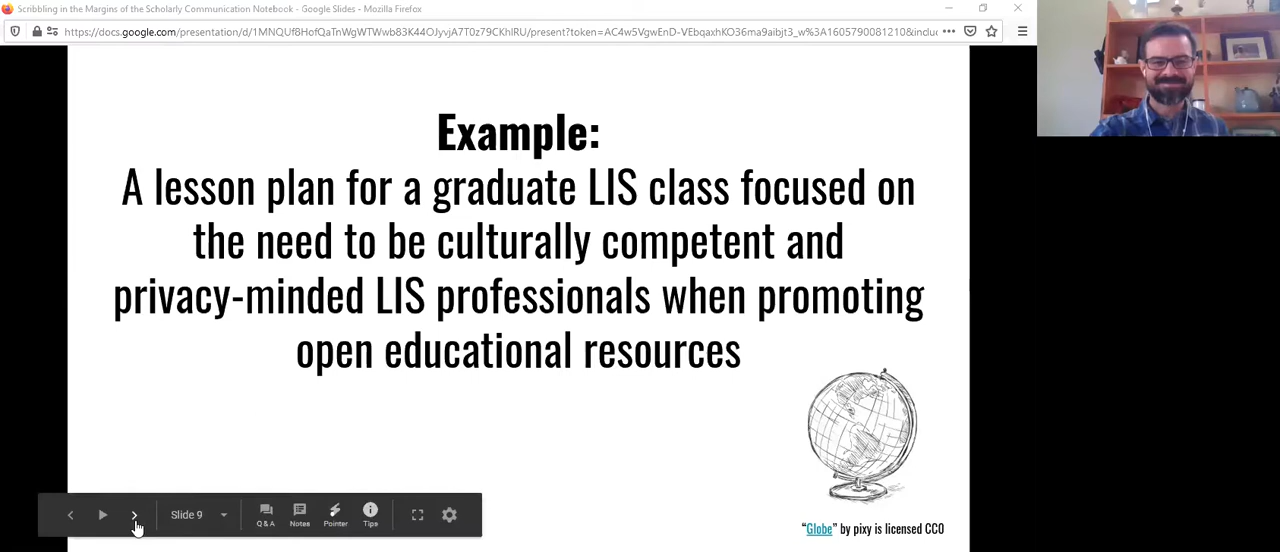 Scribbling in the Margins of the Scholarly Communication Notebook - Google Slides - Mozilla Firefox
Example:
A lesson plan for a graduate LIS class focused on
the need to be culturally competent and
privacy-minded LIS professionals when promoting
open educational resources
“Globe” by pixy is licensed CC0
Slide 9
Q & A
Notes
Pointer
Tips